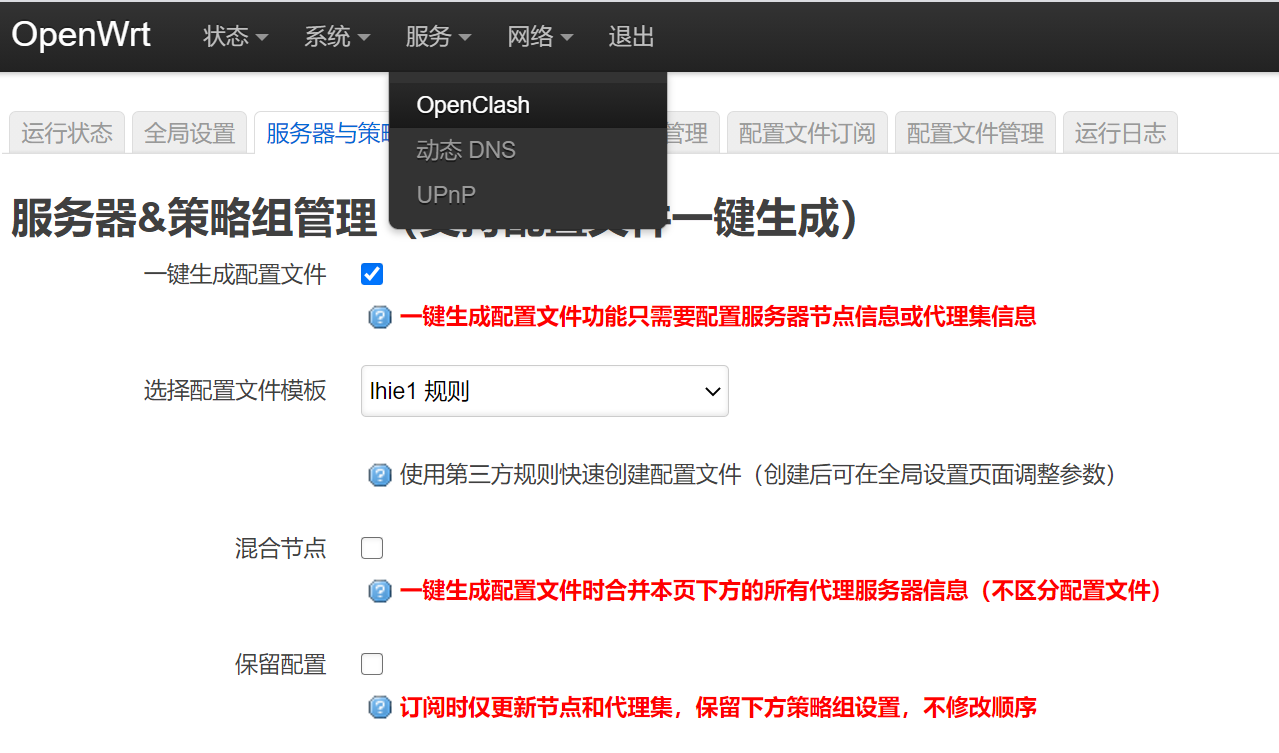 OpenWrt 状态 系统 服务 网络 退出
OpenClash
动态 DNS
UPnP
运行状态 全局设置 服务器与策略 管理 配置文件订阅 配置文件管理 运行日志
服务器&策略组管理 一键生成）
一键生成配置文件
一键生成配置文件功能只需要配置服务器节点信息或代理集信息
选择配置文件模板 lhie1 规则
使用第三方规则快速创建配置文件（创建后可在全局设置页面调整参数）
混合节点
一键生成配置文件时合并本页下方的所有代理服务器信息（不区分配置文件）
保留配置
订阅时仅更新节点和代理集，保留下方策略组设置，不修改顺序